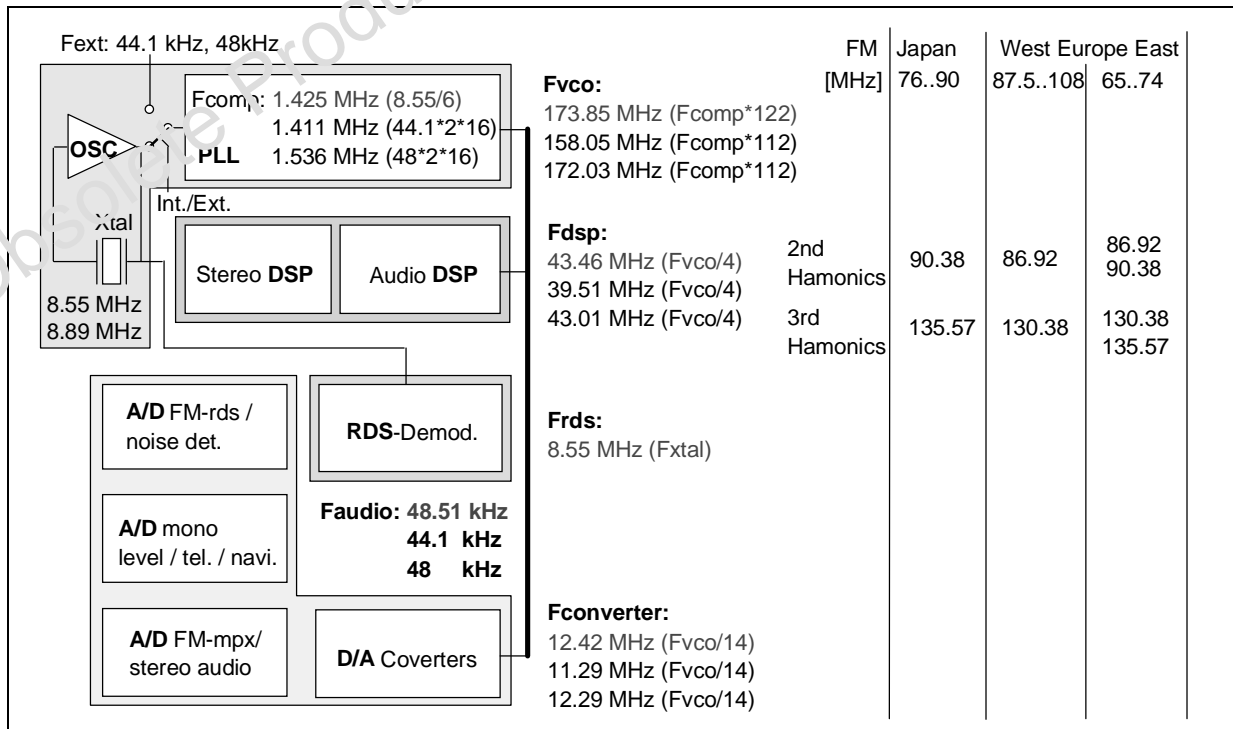 Obsolete Produ
Fext: 44.1 kHz, 48kHz
OSC
Fcomp: 1.425 MHz (8.55/6)
1.411 MHz (44.1*2*16)
PLL 1.536 MHz (48*2*16)
Int./Ext.
Xtal
8.55 MHz
8.89 MHz
Stereo DSP
Audio DSP
A/D FM-rds /
noise det.
RDS-Demod.
A/D mono
level / tel. / navi.
Faudio: 48.51 kHz
44.1 kHz
48 kHz
A/D FM-mpx/
stereo audio
D/A Coverters
Fvco:
173.85 MHz (Fcomp*122)
158.05 MHz (Fcomp*112)
172.03 MHz (Fcomp*112)
Fdsp:
43.46 MHz (Fvco/4)
39.51 MHz (Fvco/4)
43.01 MHz (Fvco/4)
Frds:
8.55 MHz (Fxtal)
Fconverter:
12.42 MHz (Fvco/14)
11.29 MHz (Fvco/14)
12.29 MHz (Fvco/14)
FM Japan West Europe East
[MHz] 76..90 87.5..108 65..74
2nd
Hamonics
90.38 86.92 86.92
90.38
3rd
Hamonics
135.57 130.38 130.38
135.57